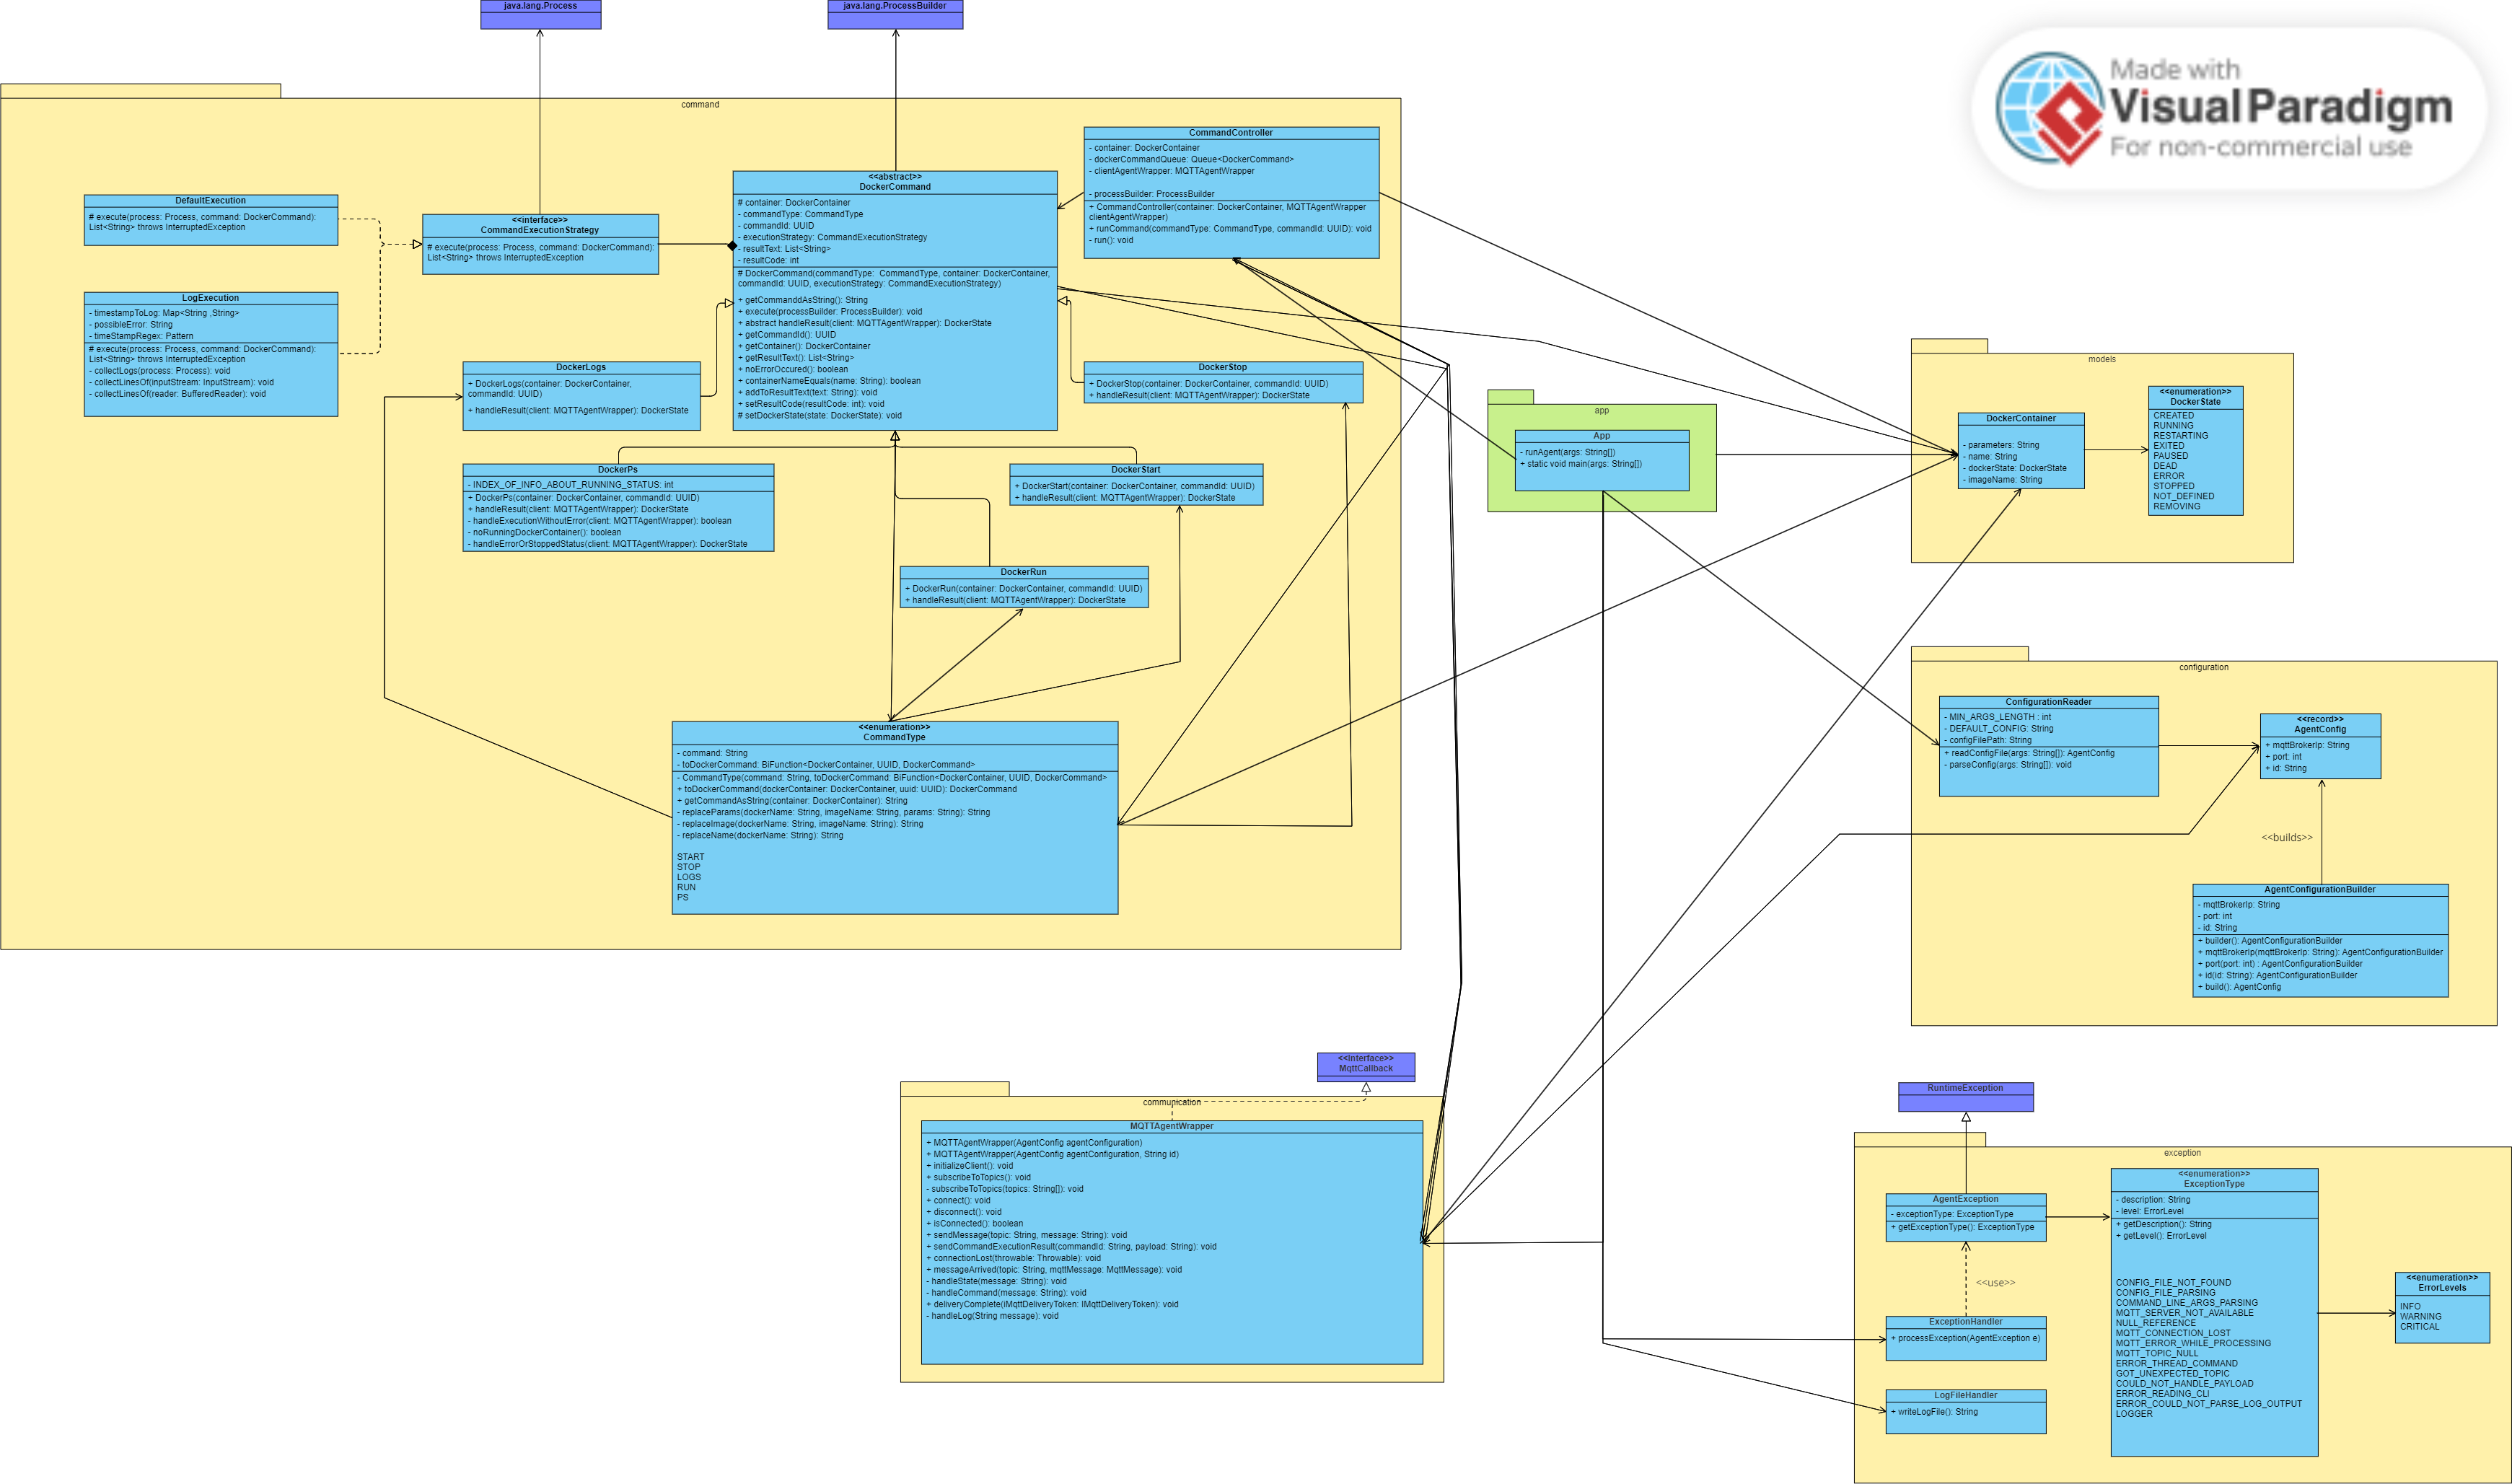 java.lang.Process
java.lang.ProcessBuilder
Made with
Visual Paradigm
For non-commercial use
command
CommandController
- container: DockerContainer
- dockerCommandQueue: Queue<DockerCommand>
- clientAgentWrapper: MQTTAgentWrapper
- processBuilder: ProcessBuilder
+ CommandController(container: DockerContainer, MQTTAgentWrapper
clientAgentWrapper)
+ runCommand(commandType: CommandType, commandId: UUID): void
- run(): void
<<abstract>>
DockerCommand
# container: DockerContainer
- commandType: CommandType
- commandId: UUID
- executionStrategy: CommandExecutionStrategy
- resultText: List<String>
- resultCode: int
# DockerCommand(commandType:  CommandType, container: DockerContainer,
commandId: UUID, executionStrategy: CommandExecutionStrategy)
+ getCommanddAsString(): String
+ execute(processBuilder: ProcessBuilder): void
+ abstract handleResult(client: MQTTAgentWrapper): DockerState
+ getCommandId(): UUID
+ getContainer(): DockerContainer
+ getResultText(): List<String>
+ noErrorOccured(): boolean
+ containerNameEquals(name: String): boolean
+ addToResultText(text: String): void
+ setResultCode(resultCode: int): void
# setDockerState(state: DockerState): void
DefaultExecution
# execute(process: Process, command: DockerCommand):
List<String> throws InterruptedException
<<interface>>
CommandExecutionStrategy
# execute(process: Process, command: DockerCommand):
List<String> throws InterruptedException
LogExecution
- timestampToLog: Map<String ,String>
- possibleError: String
- timeStampRegex: Pattern
# execute(process: Process, command: DockerCommand):
List<String> throws InterruptedException
- collectLogs(process: Process): void
- collectLinesOf(inputStream: InputStream): void
- collectLinesOf(reader: BufferedReader): void
DockerLogs
+ DockerLogs(container: DockerContainer,
commandId: UUID)
+ handleResult(client: MQTTAgentWrapper): DockerState
DockerStop
+ DockerStop(container: DockerContainer, commandId: UUID)
+ handleResult(client: MQTTAgentWrapper): DockerState
DockerPs
- INDEX_OF_INFO_ABOUT_RUNNING_STATUS: int
+ DockerPs(container: DockerContainer, commandId: UUID)
+ handleResult(client: MQTTAgentWrapper): DockerState
- handleExecutionWithoutError(client: MQTTAgentWrapper): boolean
- noRunningDockerContainer(): boolean
- handleErrorOrStoppedStatus(client: MQTTAgentWrapper): DockerState
DockerStart
+ DockerStart(container: DockerContainer, commandId: UUID)
+ handleResult(client: MQTTAgentWrapper): DockerState
DockerRun
+ DockerRun(container: DockerContainer, commandId: UUID)
+ handleResult(client: MQTTAgentWrapper): DockerState
<<enumeration>>
CommandType
- command: String
- toDockerCommand: BiFunction<DockerContainer, UUID, DockerCommand>
- CommandType(command: String, toDockerCommand: BiFunction<DockerContainer, UUID, DockerCommand>
+ toDockerCommand(dockerContainer: DockerContainer, uuid: UUID): DockerCommand
+ getCommandAsString(container: DockerContainer): String
- replaceParams(dockerName: String, imageName: String, params: String): String
- replaceImage(dockerName: String, imageName: String): String
- replaceName(dockerName: String): String
START
STOP
LOGS
RUN
PS
app
App
- runAgent(args: String[])
+ static void main(args: String[])
models
DockerContainer
- parameters: String
- name: String
- dockerState: DockerState
- imageName: String
<<enumeration>>
DockerState
CREATED
RUNNING
RESTARTING
EXITED
PAUSED
DEAD
ERROR
STOPPED
NOT_DEFINED
REMOVING
configuration
ConfigurationReader
- MIN_ARGS_LENGTH : int
- DEFAULT_CONFIG: String
- configFilePath: String
+ readConfigFile(args: String[]): AgentConfig
- parseConfig(args: String[]): void
<<record>>
AgentConfig
+ mqttBrokerIp: String
+ port: int
+ id: String
<<builds>>
AgentConfigurationBuilder
- mqttBrokerIp: String
- port: int
- id: String
+ builder(): AgentConfigurationBuilder
+ mqttBrokerIp(mqttBrokerIp: String): AgentConfigurationBuilder
+ port(port: int) : AgentConfigurationBuilder
+ id(id: String): AgentConfigurationBuilder
+ build(): AgentConfig
<<Interface>>
MqttCallback
communication
MQTTAgentWrapper
+ MQTTAgentWrapper(AgentConfig agentConfiguration)
+ MQTTAgentWrapper(AgentConfig agentConfiguration, String id)
+ initializeClient(): void
+ subscribeToTopics(): void
- subscribeToTopics(topics: String[]): void
+ connect(): void
+ disconnect(): void
+ isConnected(): boolean
+ sendMessage(topic: String, message: String): void
+ sendCommandExecutionResult(commandId: String, payload: String): void
+ connectionLost(throwable: Throwable): void
+ messageArrived(topic: String, mqttMessage: MqttMessage): void
- handleState(message: String): void
- handleCommand(message: String): void
+ deliveryComplete(iMqttDeliveryToken: IMqttDeliveryToken): void
- handleLog(String message): void
RuntimeException
exception
AgentException
- exceptionType: ExceptionType
+ getExceptionType(): ExceptionType
<<use>>
ExceptionHandler
+ processException(AgentException e)
LogFileHandler
+ writeLogFile(): String
<<enumeration>>
ExceptionType
- description: String
- level: ErrorLevel
+ getDescription(): String
+ getLevel(): ErrorLevel
CONFIG_FILE_NOT_FOUND
CONFIG_FILE_PARSING
COMMAND_LINE_ARGS_PARSING
MQTT_SERVER_NOT_AVAILABLE
NULL_REFERENCE
MQTT_CONNECTION_LOST
MQTT_ERROR_WHILE_PROCESSING
MQTT_TOPIC_NULL
ERROR_THREAD_COMMAND
GOT_UNEXPECTED_TOPIC
COULD_NOT_HANDLE_PAYLOAD
ERROR_READING_CLI
ERROR_COULD_NOT_PARSE_LOG_OUTPUT
LOGGER
<<enumeration>>
ErrorLevels
INFO
WARNING
CRITICAL